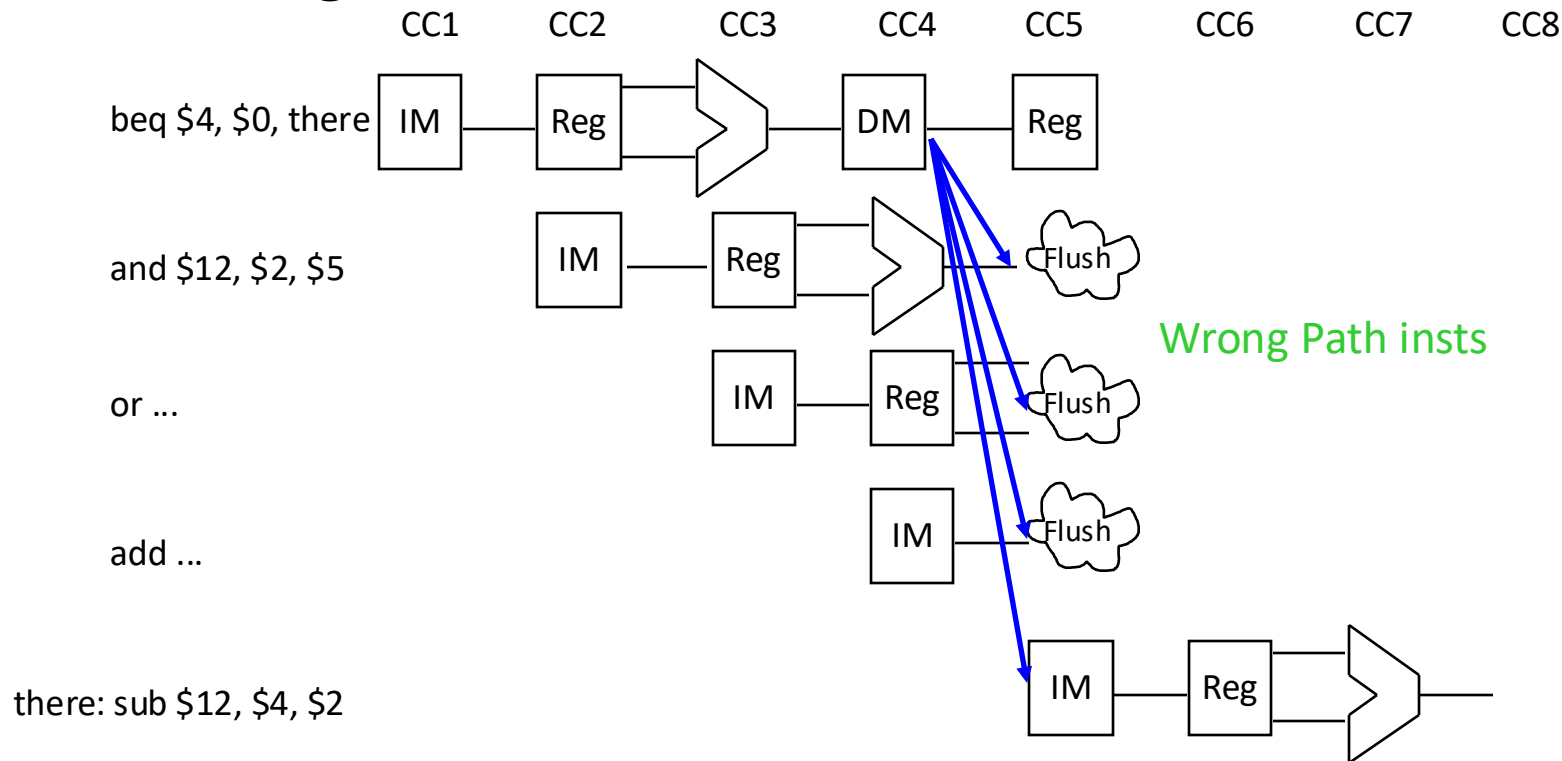 CC1 CC2 CC3 CC4 CC5 CC6 CC7 CC8
beq $4, $0, there IM Reg DM Reg
and $12, $2, $5 IM Reg Flush
Wrong Path insts
or ... IM Reg Flush
add ... IM Flush
there: sub $12, $4, $2 IM Reg